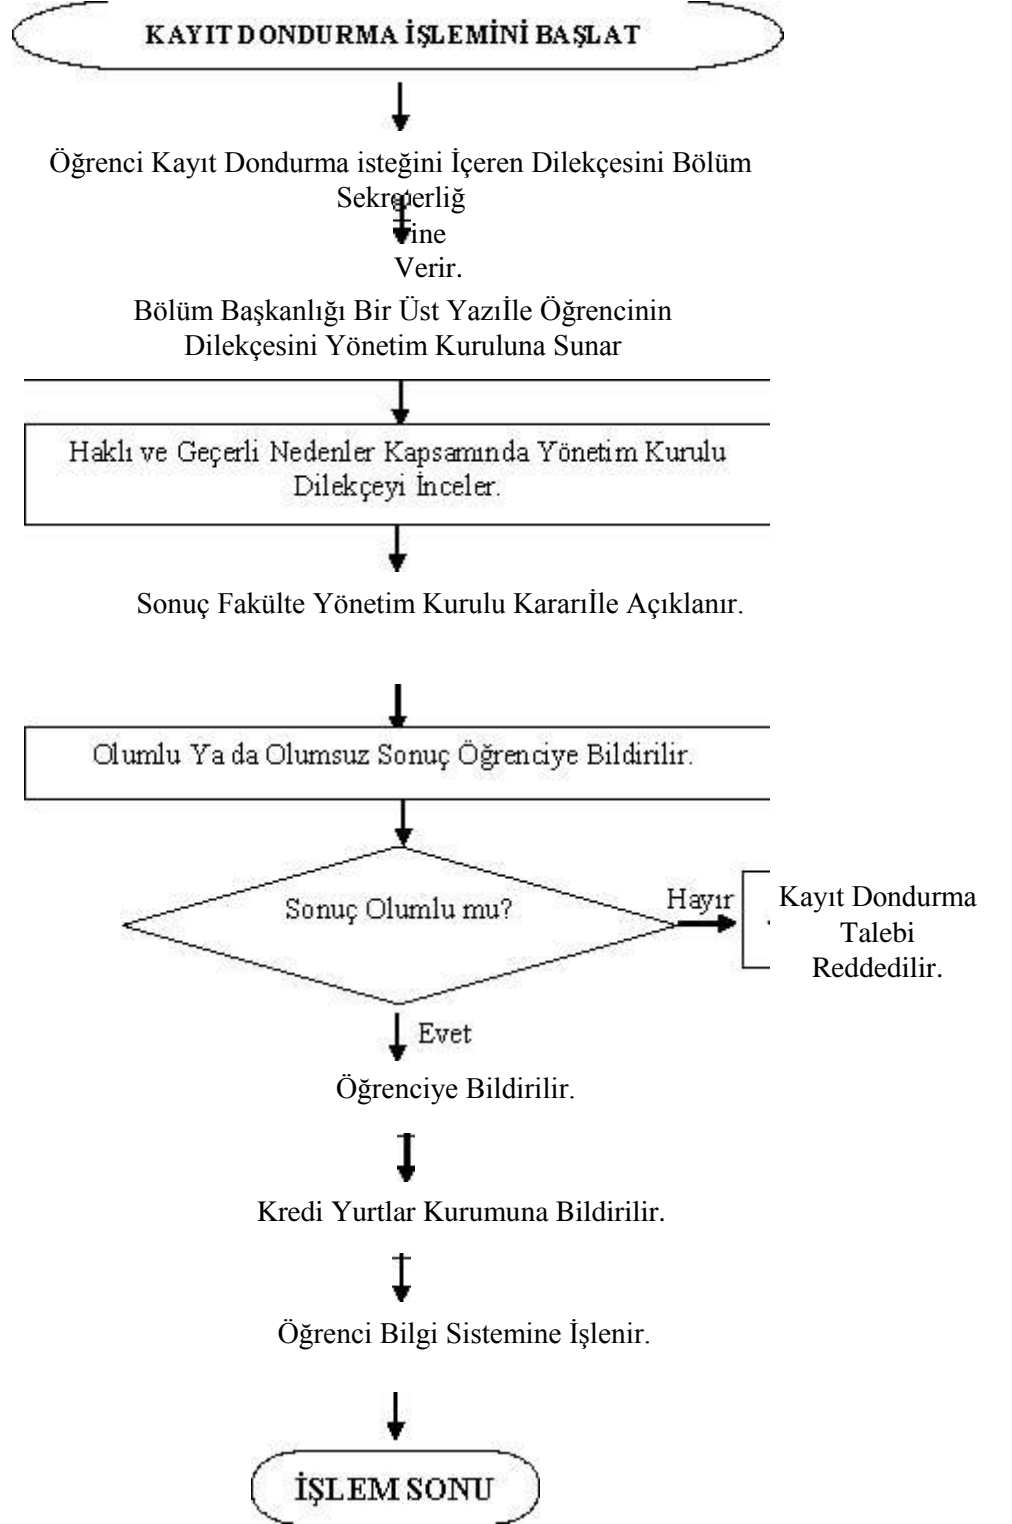 KAYIT DONDURMA İŞLEMİNİ BAŞLAT
Öğrenci Kayıt Dondurma isteğini İçeren Dilekçesini Bölüm
Sekreterliğ
ine
Verir.
Bölüm Başkanlığı Bir Üst Yazıİle Öğrencinin
Dilekçesini Yönetim Kuruluna Sunar
Haklı ve Geçerli Nedenler Kapsamında Yönetim Kurulu
Dilekçeyi İnceler.
Sonuç Fakülte Yönetim Kurulu Kararıİle Açıklanır.
Olumlu Ya da Olumsuz Sonuç Öğrenciye Bildirilir.
Sonuç Olumlu mu?
Hayır
Kayıt Dondurma
Talebi
Reddedilir.
Evet
Öğrenciye Bildirilir.
Kredi Yurtlar Kurumuna Bildirilir.
Öğrenci Bilgi Sistemine İşlenir.
İŞLEM SONU